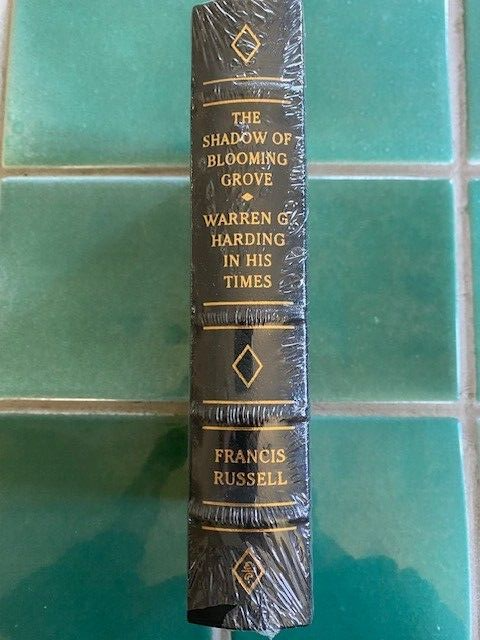 THE
SHADOW OF
BLOOMING
GROVE
WARREN G.
HARDING
IN HIS
TIMES
FRANCIS
RUSSELL